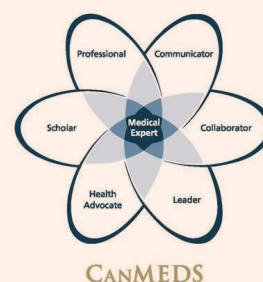 Professional
Communicator
Scholar
Medical
Expert
Collaborator
Health
Advocate
Leader
CANMEDS